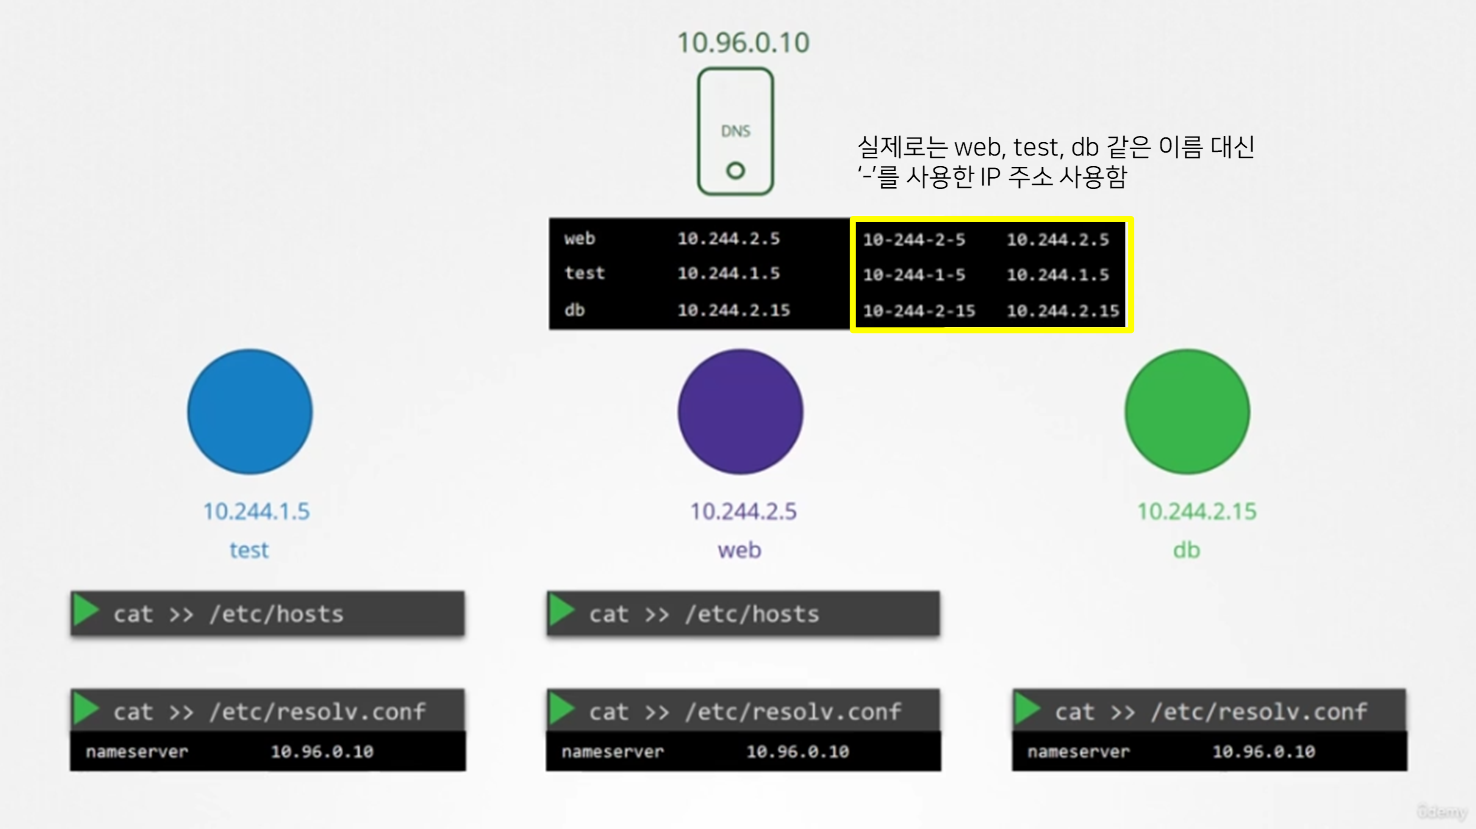 10.96.0.10
DNS
실제로는 web, test, db 같은 이름 대신
‘-’를 사용한 IP 주소 사용함
web 10.244.2.5 10-244-2-5 10.244.2.5
test 10.244.1.5 10-244-1-5 10.244.1.5
db 10.244.2.15 10-244-2-15 10.244.2.15
10.244.1.5
test
10.244.2.5
web
10.244.2.15
db
cat >> /etc/hosts
cat >> /etc/hosts
cat >> /etc/resolv.conf
nameserver 10.96.0.10
cat >> /etc/resolv.conf
nameserver 10.96.0.10
cat >> /etc/resolv.conf
nameserver 10.96.0.10
ûdemy